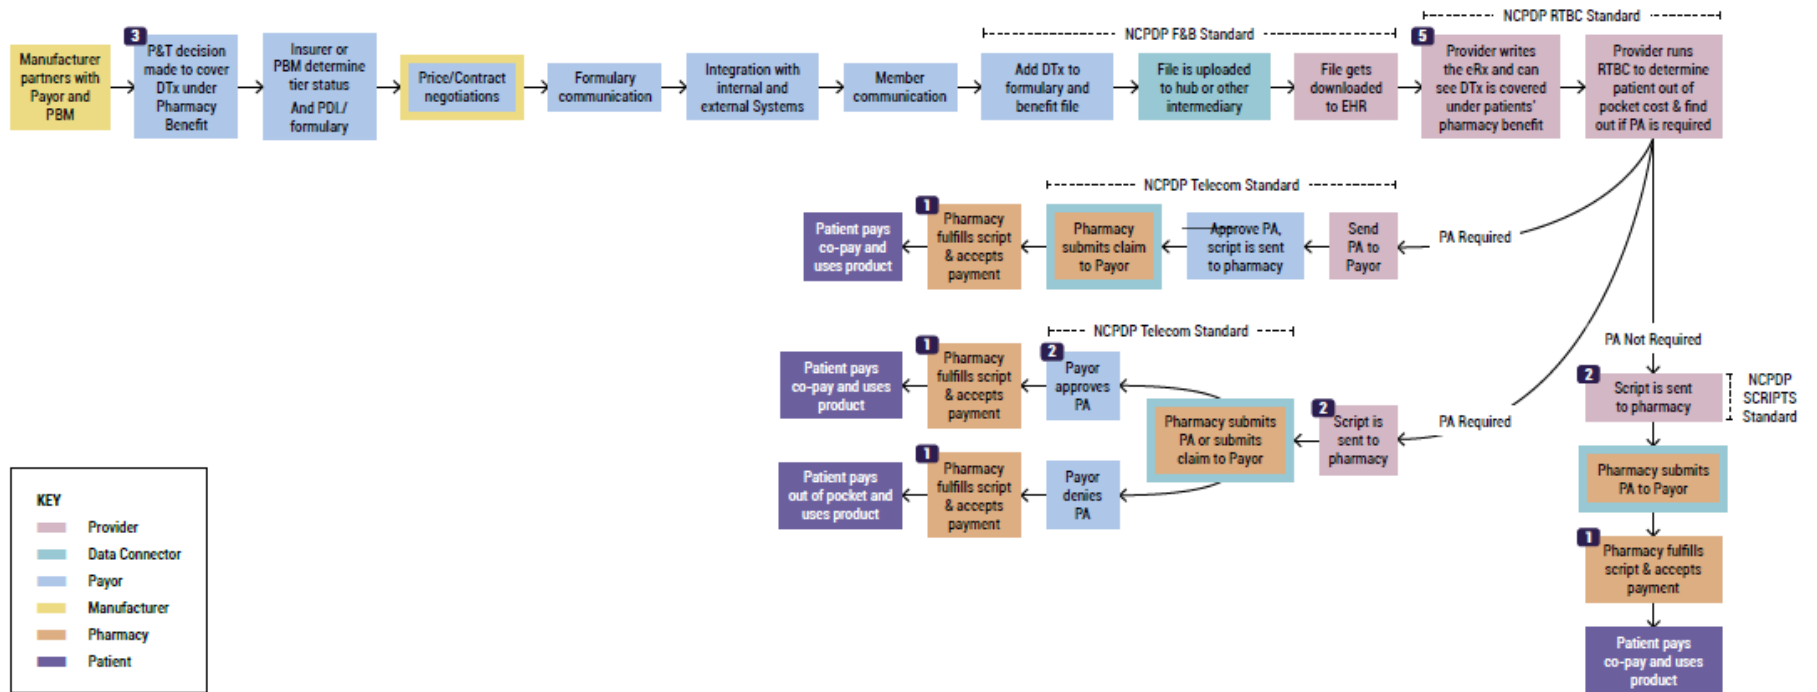 NCPDP RTBC Standard
NCPDP F&B Standard
Manufacturer
partners with
Payor and
PBM
3
P&T decision
made to cover
DTx under
Pharmacy
Benefit
Insurer or
PBM determine
tier status
And PDL/
formulary
Price/Contract
negotiations
Formulary
communication
Integration with
internal and
external Systems
Member
communication
Add DTx to
formulary and
benefit file
File is uploaded
to hub or other
intermediary
File gets
downloaded
to EHR
5
Provider writes
the eRx and can
see DTx is covered
under patients'
pharmacy benefit
Provider runs
RTBC to determine
patient out of
pocket cost & find
out if PA is required
NCPDP Telecom Standard
Patient pays
co-pay and
uses product
1
Pharmacy
fulfills script
& accepts
payment
Pharmacy
submits claim
to Payor
Approve PA,
script is sent
to pharmacy
Send
PA to
Payor
PA Required
NCPDP Telecom Standard
Patient pays
co-pay and uses
product
1
Pharmacy
fulfills script
& accepts
payment
2
Payor
approves
PA
Patient pays
out of pocket and
uses product
1
Pharmacy
fulfills script
& accepts
payment
Payor
denies
PA
Pharmacy submits
PA or submits
claim to Payor
2
Script is
sent to
pharmacy
PA Required
PA Not Required
2
Script is sent
to pharmacy
NCPDP
SCRIPTS
Standard
Pharmacy submits
PA to Payor
1
Pharmacy fulfills
script & accepts
payment
Patient pays
co-pay and uses
product
KEY
Provider
Data Connector
Payor
Manufacturer
Pharmacy
Patient